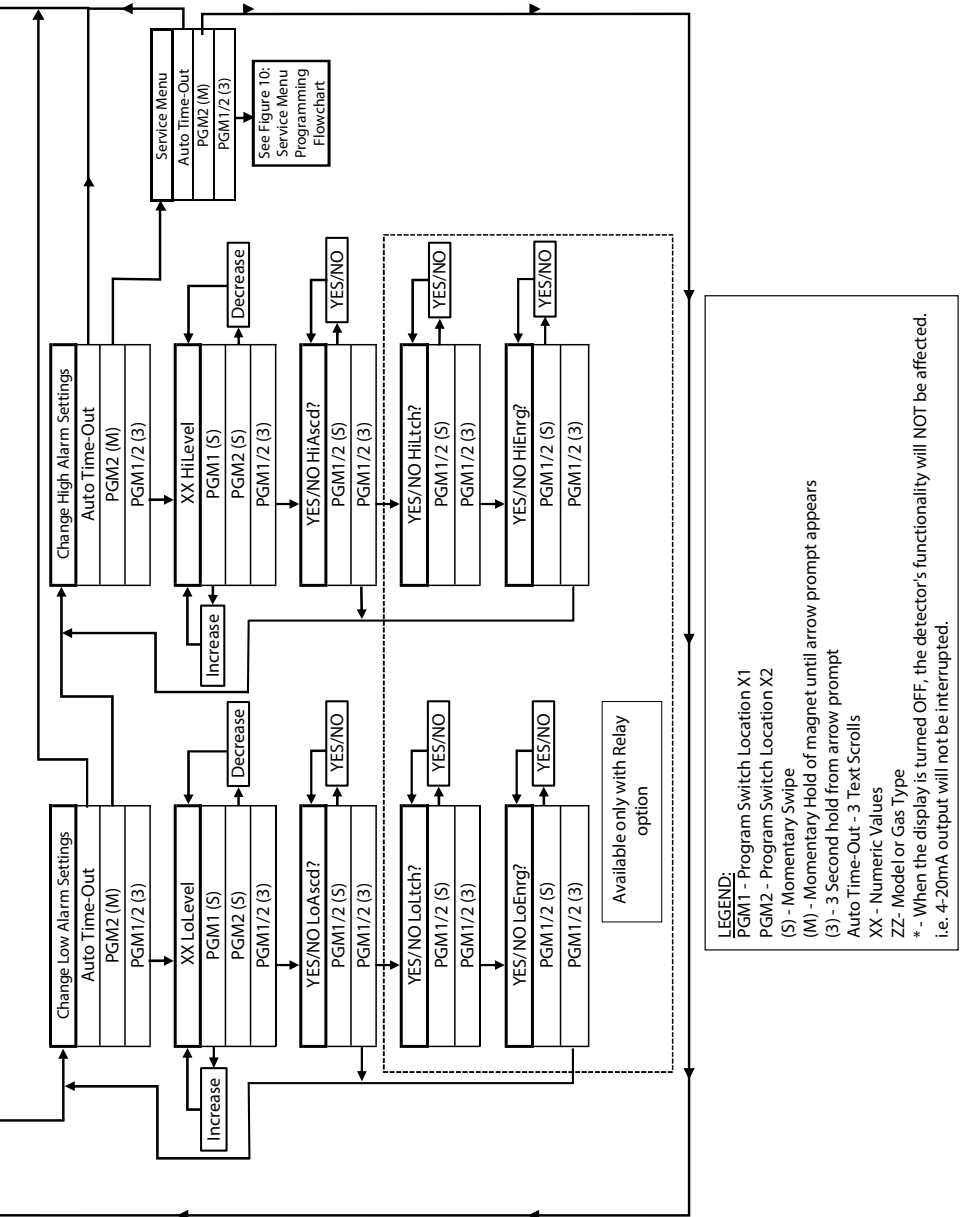 Change Low Alarm Settings
Auto Time-Out
PGM2 (M)
PGM1/2 (3)
XX LoLevel
PGM1 (S)
PGM2 (S)
PGM1/2 (3)
Increase
Decrease
YES/NO LoAscd?
PGM1/2 (S)
PGM1/2 (3)
YES/NO
YES/NO LoLtch?
PGM1/2 (S)
PGM1/2 (3)
YES/NO
YES/NO LoEnrg?
PGM1/2 (S)
PGM1/2 (3)
YES/NO
Available only with Relay
option
Change High Alarm Settings
Auto Time-Out
PGM2 (M)
PGM1/2 (3)
XX HiLevel
PGM1 (S)
PGM2 (S)
PGM1/2 (3)
Increase
Decrease
YES/NO HiAscd?
PGM1/2 (S)
PGM1/2 (3)
YES/NO
YES/NO HiLtch?
PGM1/2 (S)
PGM1/2 (3)
YES/NO
YES/NO HiEnrg?
PGM1/2 (S)
PGM1/2 (3)
YES/NO
Service Menu
Auto Time-Out
PGM2 (M)
PGM1/2 (3)
See Figure 10:
Service Menu
Programming
Flowchart
LEGEND:
PGM1 - Program Switch Location X1
PGM2 - Program Switch Location X2
(S) - Momentary Swipe
(M) - Momentary Hold of magnet until arrow prompt appears
(3) - 3 Second hold from arrow prompt
Auto Time-Out - 3 Text Scrolls
XX - Numeric Values
ZZ- Model or Gas Type
* - When the display is turned OFF, the detector's functionality will NOT be affected.
i.e. 4-20mA output will not be interrupted.